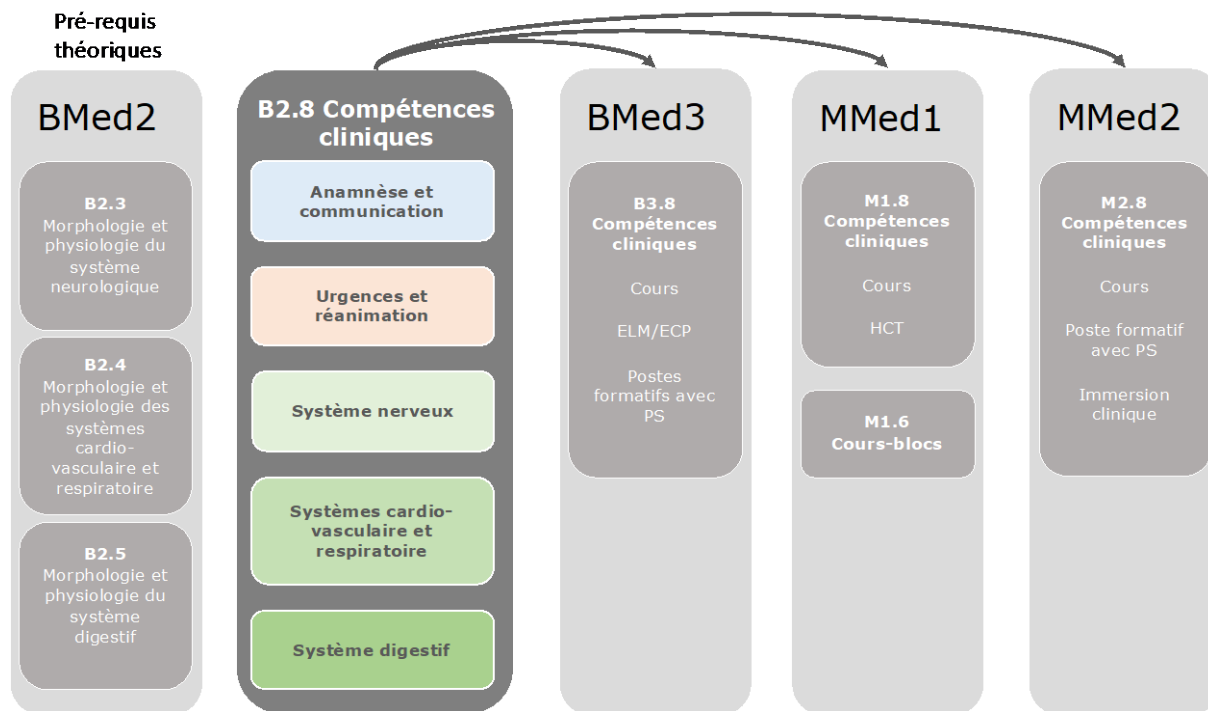 Pré-requis
théoriques
BMed2
B2.3
Morphologie et
physiologie du
système
neurologique
B2.4
Morphologie et
physiologie des
systèmes
cardio-
vasculaire et
respiratoire
B2.5
Morphologie et
physiologie du
système
digestif
B2.8 Compétences
cliniques
Anamnèse et
communication
Urgences et
réanimation
Système nerveux
Systèmes cardio-
vasculaire et
respiratoire
Système digestif
BMed3
B3.8
Compétences
cliniques
Cours
ELM/ECP
Postes
formatifs avec
PS
MMed1
M1.8
Compétences
cliniques
Cours
HCT
M1.6
Cours-blocs
MMed2
M2.8
Compétences
cliniques
Cours
Poste formatif
avec PS
Immersion
clinique